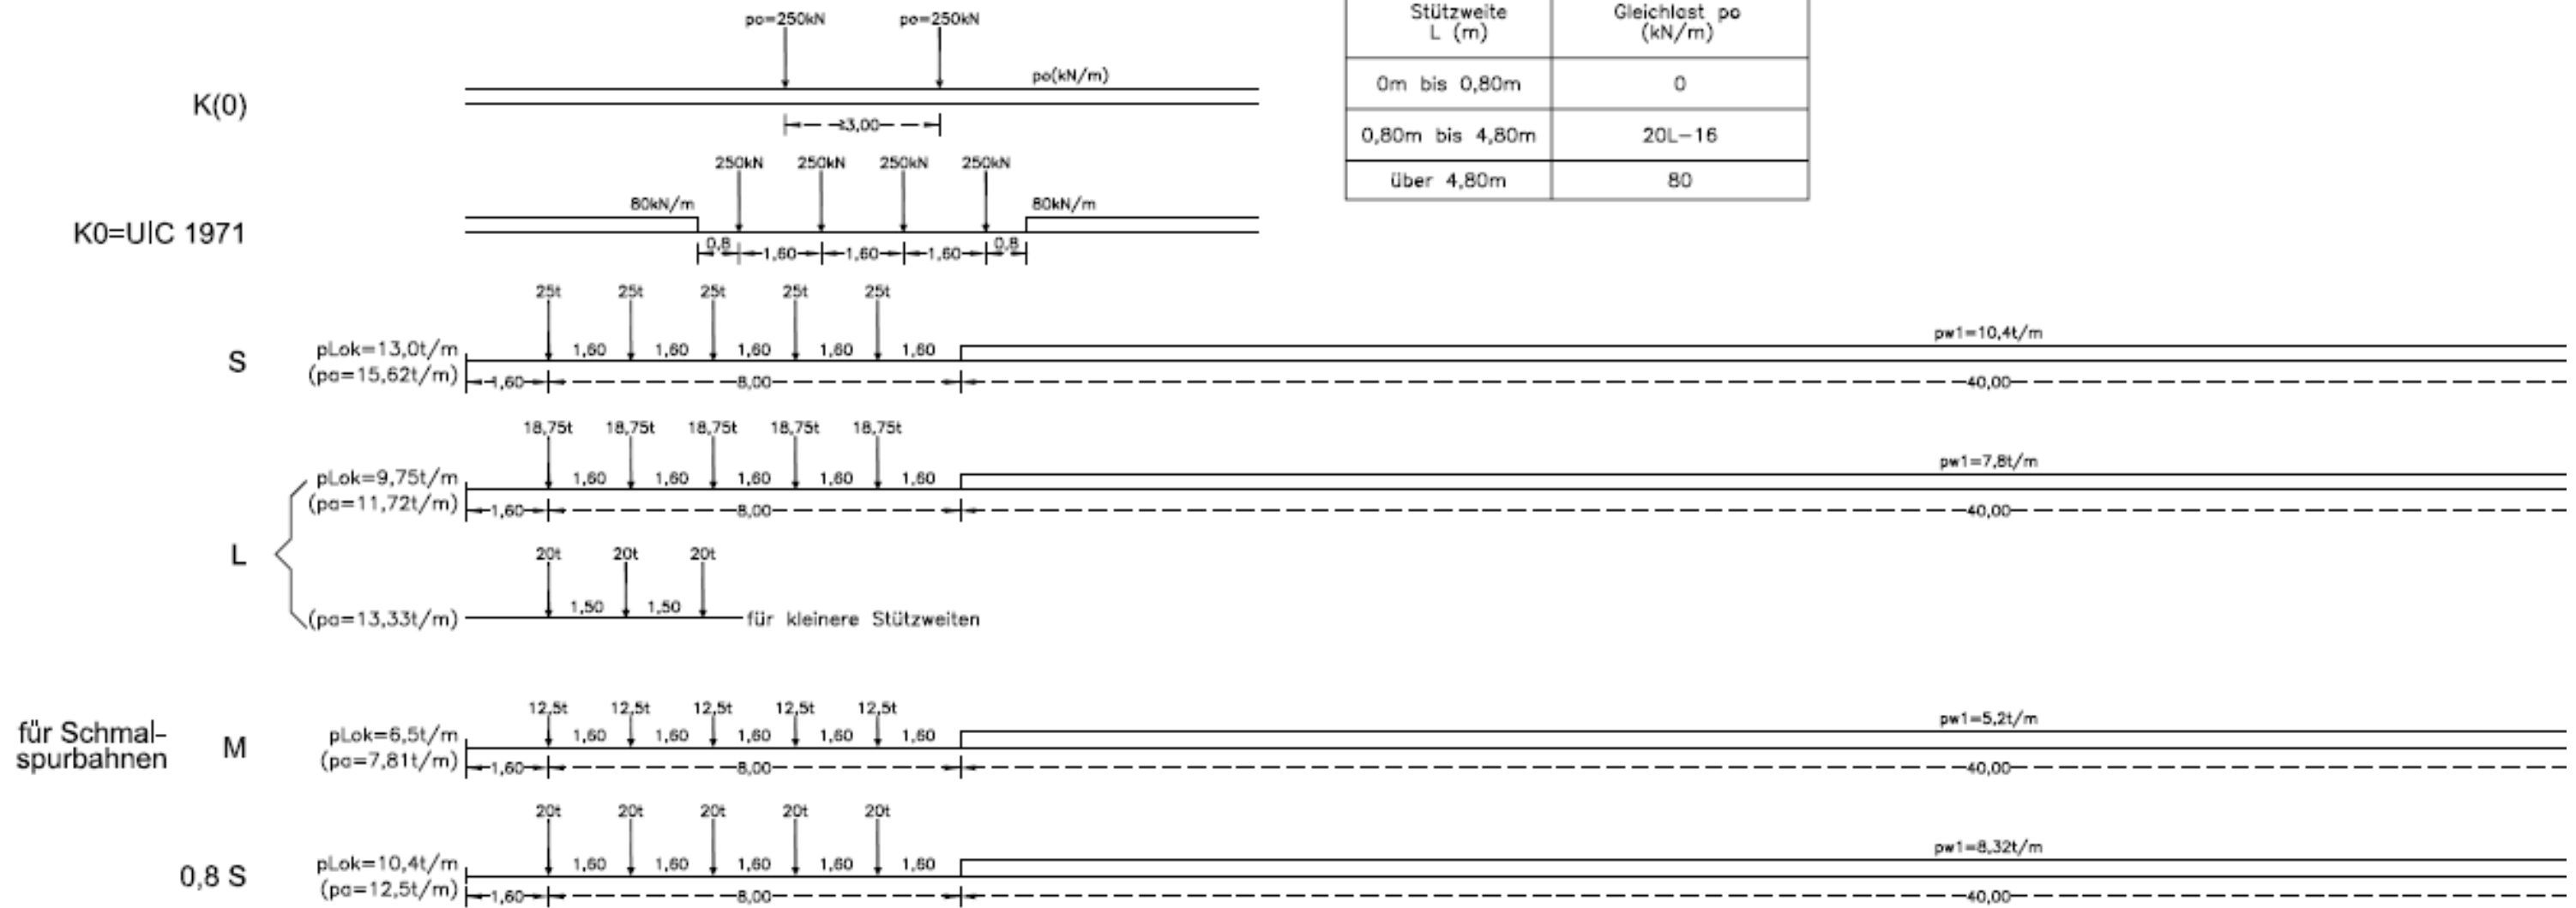 po=250kN po=250kN
po(kN/m)
K(0)
≥3,00
Stützweite L (m) Gleichlast po (kN/m)
0m bis 0,80m 0
0,80m bis 4,80m 20L-16
über 4,80m 80
250kN 250kN 250kN 250kN
80kN/m 80kN/m
K0=UIC 1971
0,8 1,60 1,60 1,60 0,8
25t 25t 25t 25t 25t
pw1=10,4t/m
S pLok=13,0t/m 1,60 1,60 1,60 1,60 1,60
(pa=15,62t/m) 1,60 8,00 40,00
18,75t 18,75t 18,75t 18,75t 18,75t
pw1=7,8t/m
pLok=9,75t/m 1,60 1,60 1,60 1,60 1,60
(pa=11,72t/m) 1,60 8,00 40,00
L
20t 20t 20t
1,50 1,50
(pa=13,33t/m) für kleinere Stützweiten
12,5t 12,5t 12,5t 12,5t 12,5t
pw1=5,2t/m
für Schmal-
spurbahnen
M pLok=6,5t/m 1,60 1,60 1,60 1,60 1,60
(pa=7,81t/m) 1,60 8,00 40,00
20t 20t 20t 20t 20t
pw1=8,32t/m
0,8 S pLok=10,4t/m 1,60 1,60 1,60 1,60 1,60
(pa=12,5t/m) 1,60 8,00 40,00